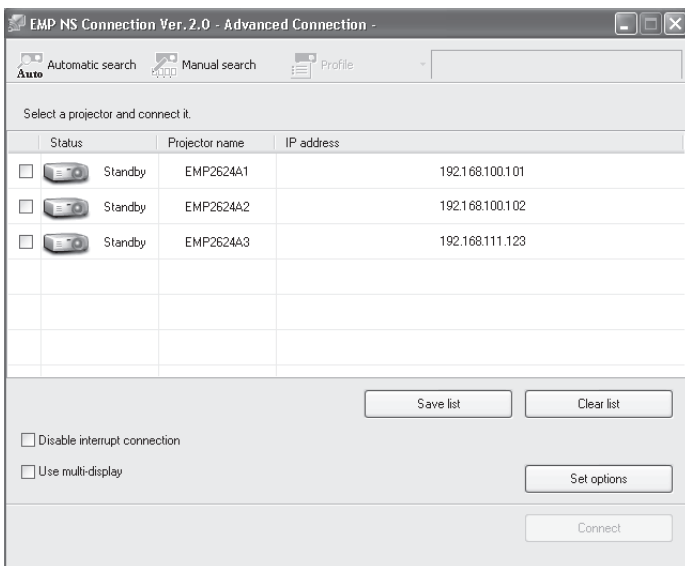 EMP NS Connection Ver.2.0 - Advanced Connection -
Auto Automatic search Manual search Profile
Select a projector and connect it.
Status Projector name IP address
Standby EMP2624A1 192.168.100.101
Standby EMP2624A2 192.168.100.102
Standby EMP2624A3 192.168.111.123
Save list Clear list
Disable interrupt connection
Use multi-display
Set options
Connect